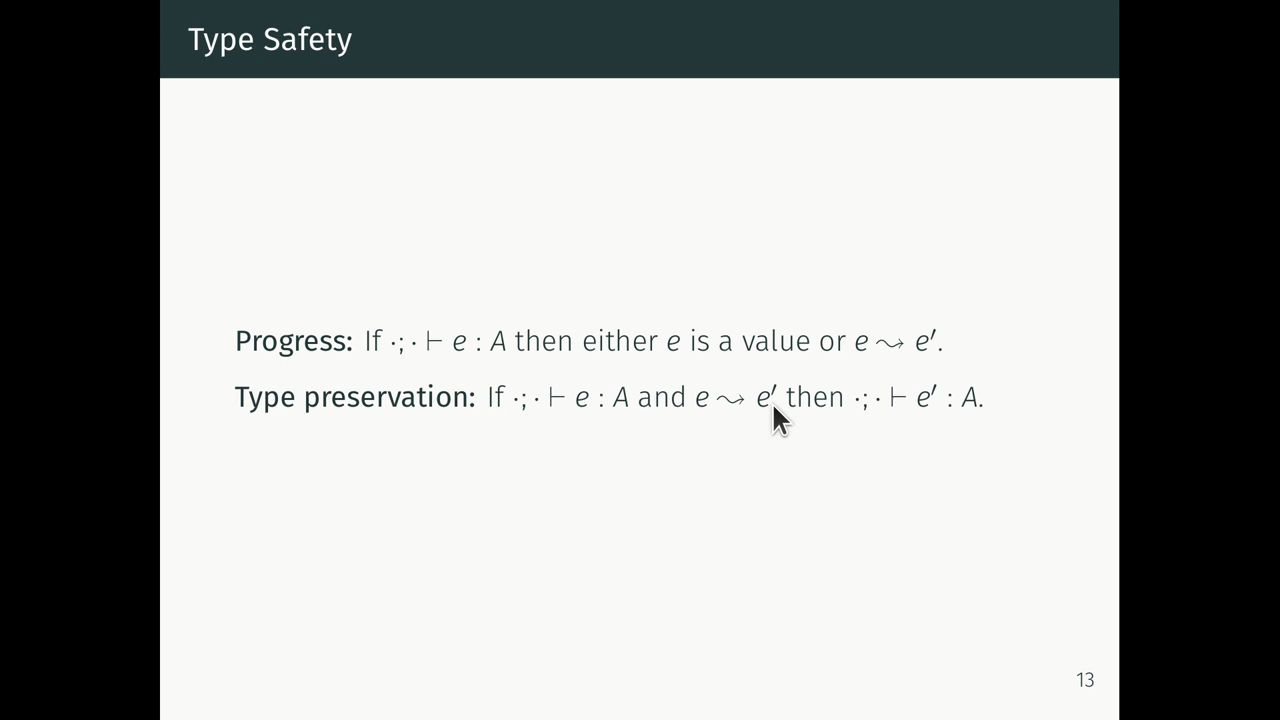 Type Safety
Progress: If ·; · ⊢ e : A then either e is a value or e ⇝ e′.
Type preservation: If ·; · ⊢ e : A and e ⇝ e′ then ·; · ⊢ e′ : A.
13